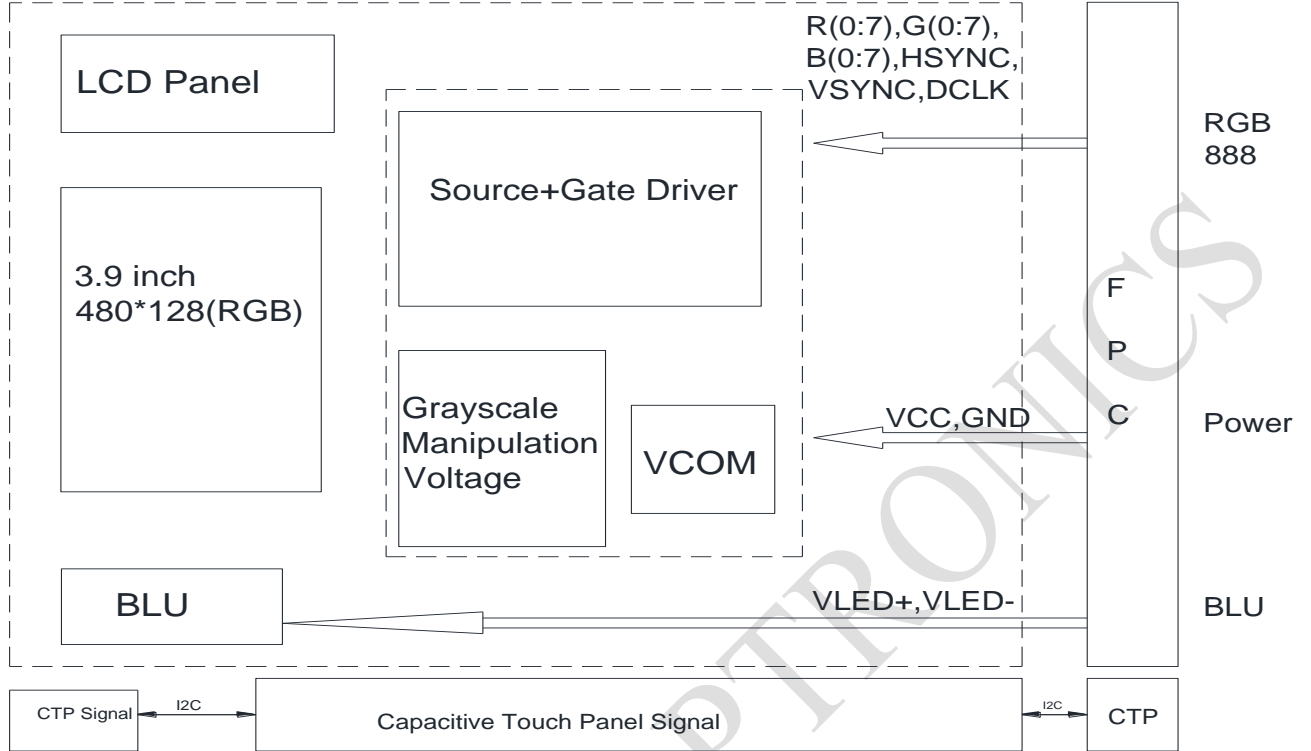 R(0:7),G(0:7),
B(0:7),HSYNC,
VSYNC,DCLK
LCD Panel
RGB
888
Source+Gate Driver
3.9 inch
480*128(RGB)
F
P
C
Grayscale
Manipulation
Voltage
VCOM
VCC,GND
Power
BLU
VLED+,VLED-
BLU
CTP Signal
I2C
Capacitive Touch Panel Signal
I2C
CTP
PTRONICS